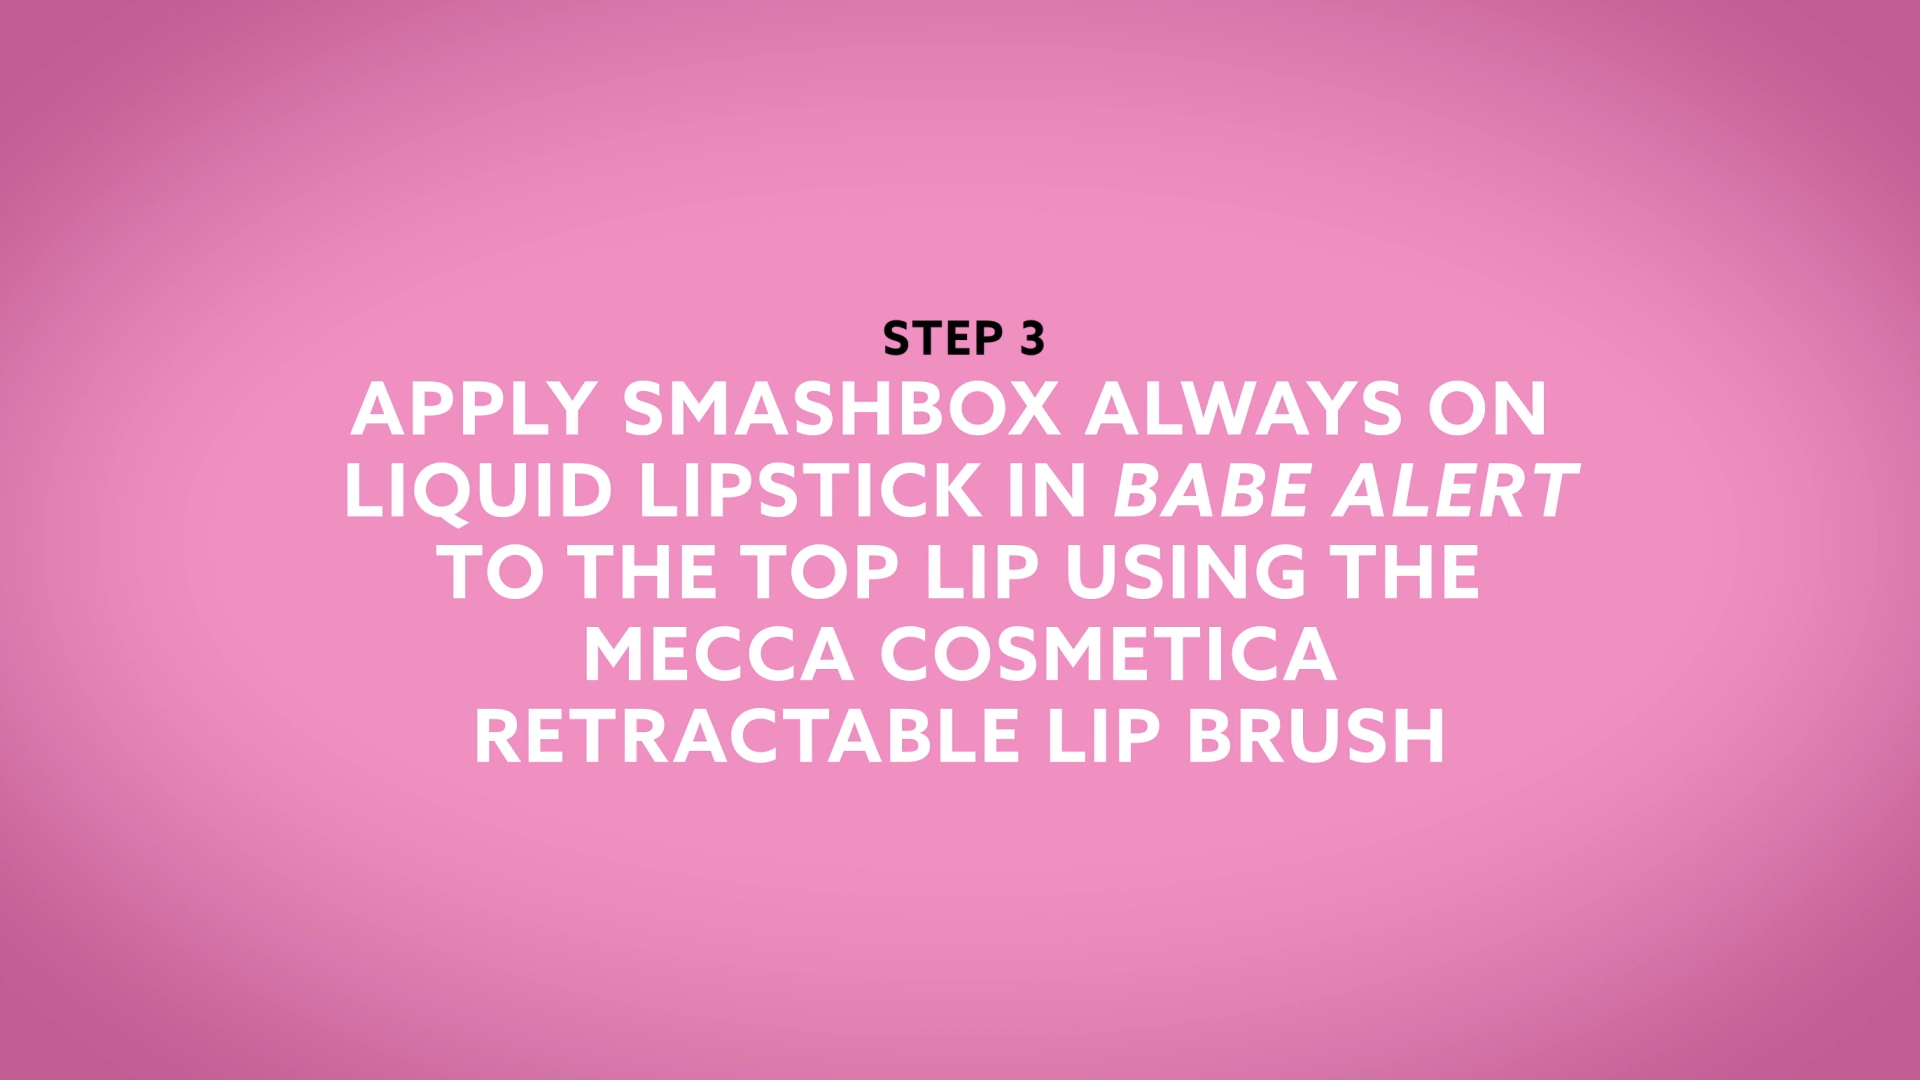 STEP 3
APPLY SMASHBOX ALWAYS ON
LIQUID LIPSTICK IN BABE ALERT
TO THE TOP LIP USING THE
MECCA COSMETICA
RETRACTABLE LIP BRUSH